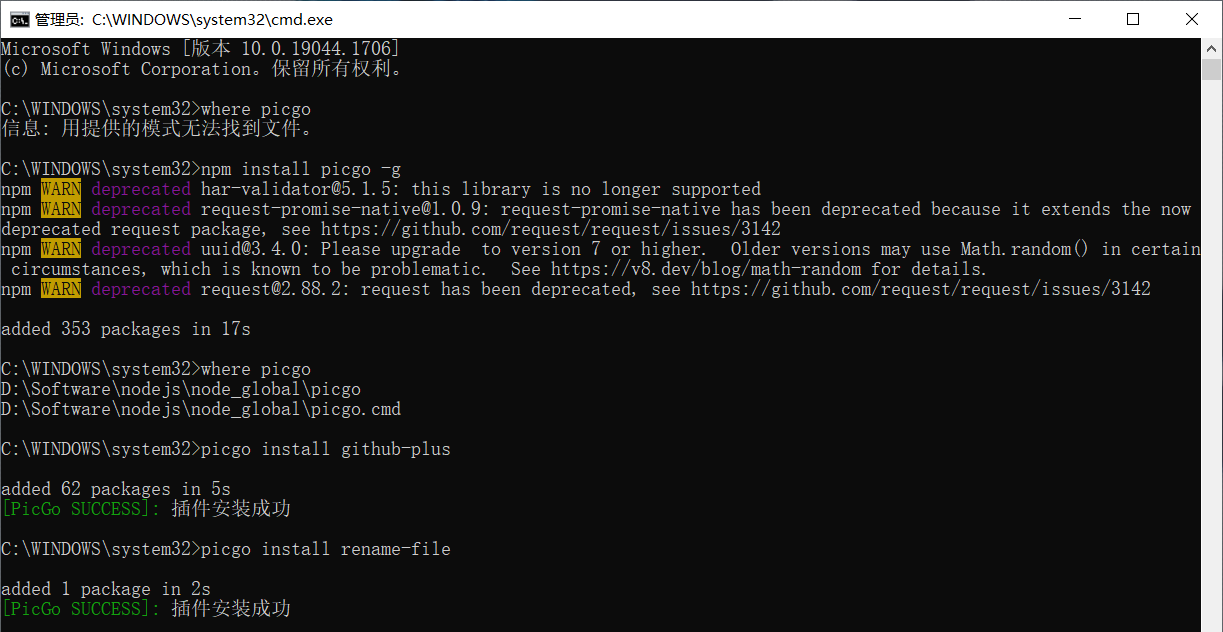 管理员: C:\WINDOWS\system32\cmd.exe
Microsoft Windows [版本 10.0.19044.1706]
(c) Microsoft Corporation。保留所有权利。
C:\WINDOWS\system32>where picgo
信息: 用提供的模式无法找到文件。
C:\WINDOWS\system32>npm install picgo -g
npm WARN deprecated har-validator@5.1.5: this library is no longer supported
npm WARN deprecated request-promise-native@1.0.9: request-promise-native has been deprecated because it extends the now
deprecated request package, see https://github.com/request/request/issues/3142
npm WARN deprecated uuid@3.4.0: Please upgrade  to version 7 or higher.  Older versions may use Math.random() in certain
 circumstances, which is known to be problematic.  See https://v8.dev/blog/math-random for details.
npm WARN deprecated request@2.88.2: request has been deprecated, see https://github.com/request/request/issues/3142
added 353 packages in 17s
C:\WINDOWS\system32>where picgo
D:\Software\nodejs\node_global\picgo
D:\Software\nodejs\node_global\picgo.cmd
C:\WINDOWS\system32>picgo install github-plus
added 62 packages in 5s
[PicGo SUCCESS]: 插件安装成功
C:\WINDOWS\system32>picgo install rename-file
added 1 package in 2s
[PicGo SUCCESS]: 插件安装成功